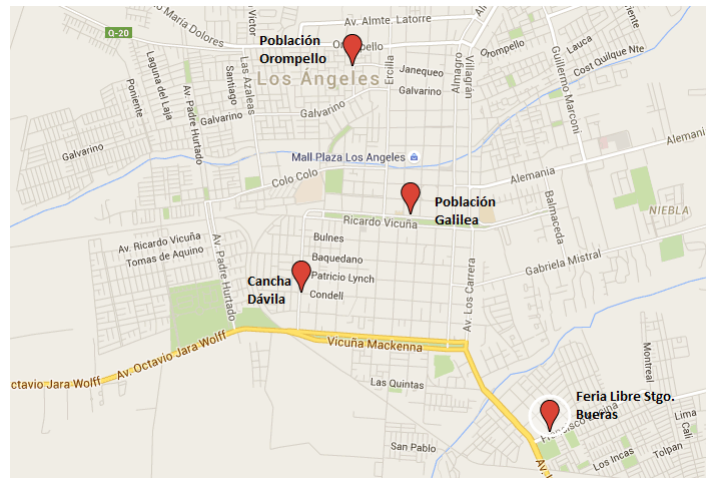 María Dolores
Av. Almte. Latorre
Q-20
Población
Orompello
Laguna del Laja
Poniente
Av. Padre Hurtado
Santiago
Las Azaleas
Víctor
Los Ángeles
Janequeo
Galvarino
Ercilla
Almagro
Villagrán
Orompello
Lauca
Cost Quilque Nte
Guillermo Marconi
Galvarino
Galvarino
Galvarino
Mall Plaza Los Angeles
Alemania
Alemania
Colo Colo
Población
Galilea
Ricardo Vicuña
Balmaceda
NIEBLA
Gabriela Mistral
Av. Ricardo Vicuña
Tomas de Aquino
Av. Padre Hurtado
Bulnes
Baquedano
Patricio Lynch
Condell
Cancha
Dávila
Av. Los Carrera
Vicuña Mackenna
Av. Octavio Jara Wolff
ctavio Jara Wolff
Las Quintas
San Pablo
Montreal
Feria Libre Stgo.
Bueras
Lima
Cali
Tolpan
Los Incas